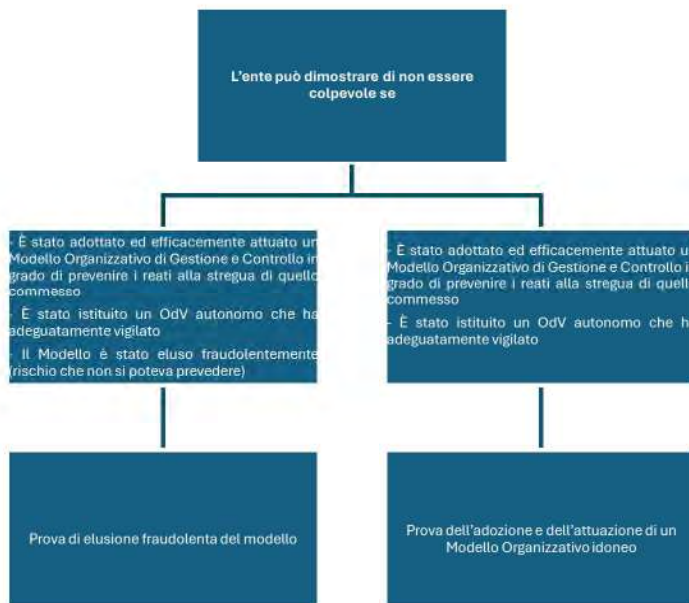 L'ente può dimostrare di non essere
colpevole se
- È stato adottato ed efficacemente attuato un
Modello Organizzativo di Gestione e Controllo in
grado di prevenire i reati alla stregua di quello
commesso
- È stato istituito un OdV autonomo che ha
adeguatamente vigilato
- Il Modello è stato eluso fraudolentemente
(rischio che non si poteva prevedere)
- È stato adottato ed efficacemente attuato u
Modello Organizzativo di Gestione e Controllo i
grado di prevenire i reati alla stregua di quell
commesso
- È stato istituito un OdV autonomo che h
adeguatamente vigilato
Prova di elusione fraudolenta del modello
Prova dell'adozione e dell'attuazione di un
Modello Organizzativo idoneo